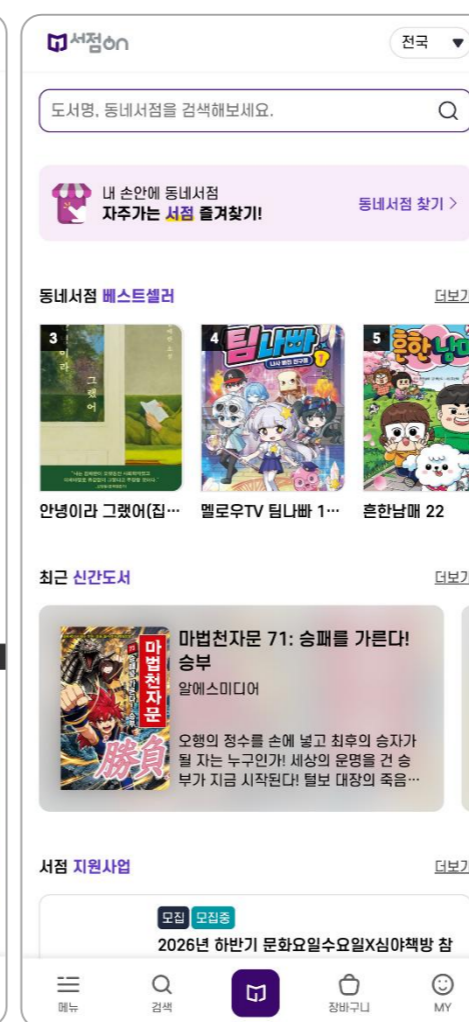 서점on
전국
도서명, 동네서점을 검색해보세요.
내 손안에 동네서점
자주가는 서점 즐겨찾기!
동네서점 찾기 >
동네서점 베스트셀러
더보기
3
이라
그랬어
4
팀나빠
1
5
흔한남매
안녕이라 그랬어(집…
멜로우TV 팀나빠 1…
흔한남매 22
최근 신간도서
더보기
마법천자문
勝負
마법천자문 71: 승패를 가른다!
승부
알에스미디어
오행의 정수를 손에 넣고 최후의 승자가
될 자는 누구인가! 세상의 운명을 건 승
부가 지금 시작된다! 털보 대장의 죽음…
서점 지원사업
더보기
모집 모집중
2026년 하반기 문화요일수요일X심야책방 참
메뉴
검색
장바구니
MY